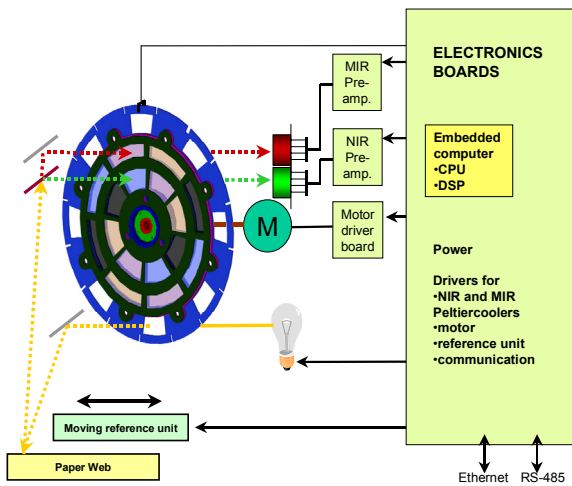 MIR
Pre-
amp.
NIR
Pre-
amp.
M
Motor
driver
board
ELECTRONICS
BOARDS
Embedded
computer
•CPU
•DSP
Power
Drivers for
•NIR and MIR
Peltiercoolers
•motor
•reference unit
•communication
Moving reference unit
Paper Web
Ethernet
RS-485